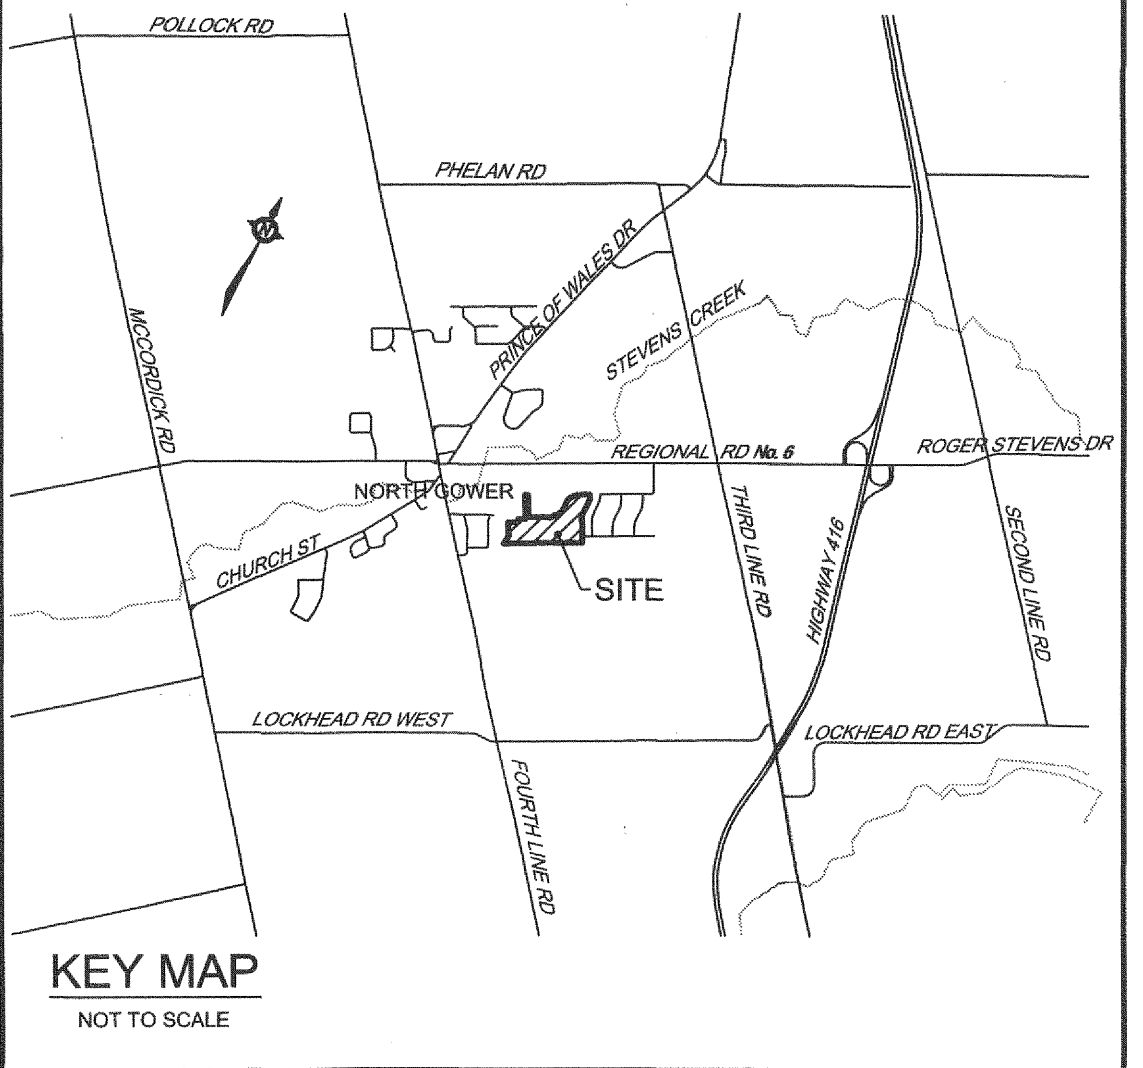 POLLOCK RD
PHELAN RD
N
PRINCE OF WALES DR
STEVENS CREEK
MCCORDICK RD
REGIONAL RD No. 6
ROGER STEVENS DR
NORTH GOWER
CHURCH ST
SITE
THIRD LINE RD
HIGHWAY 416
SECOND LINE RD
LOCKHEAD RD WEST
LOCKHEAD RD EAST
FOURTH LINE RD
KEY MAP
NOT TO SCALE